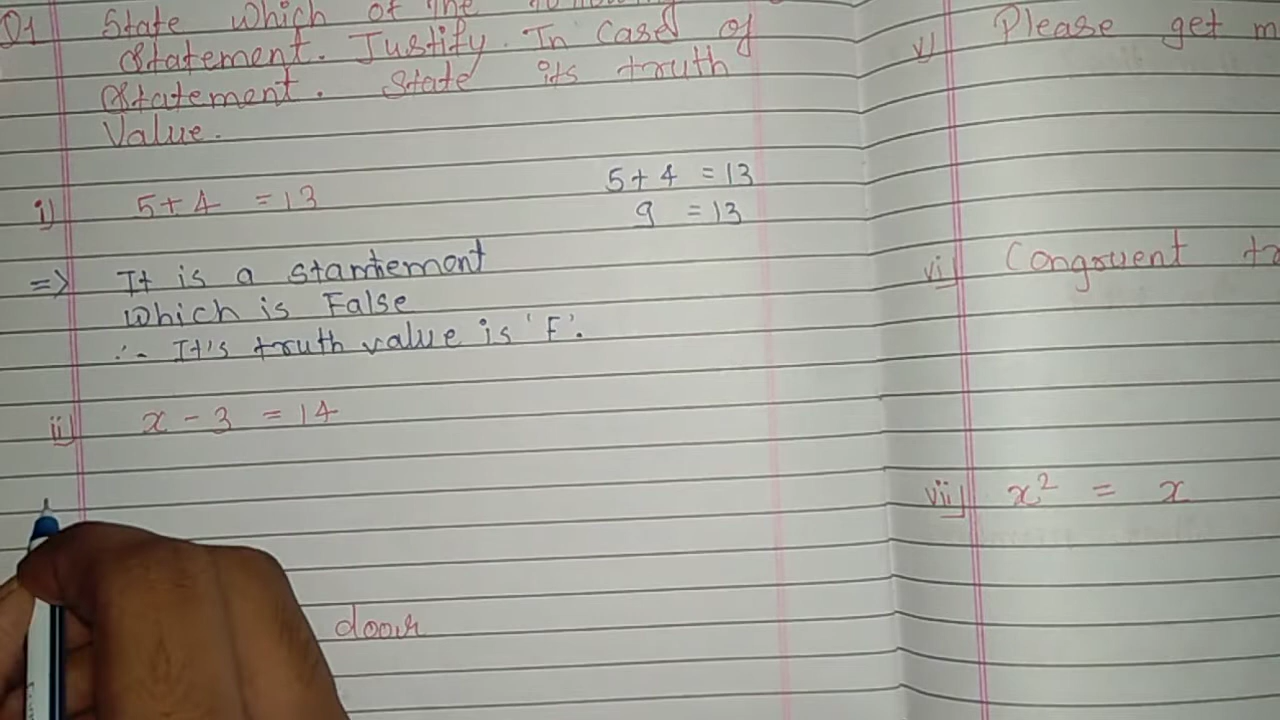 Q1 State which of the
statement. Justify. In case of
statement. State its truth
Value.
i) 5+4 =13
5+4 =13
9 =13
=> It is a stantement
which is False
∴ It's truth value is 'F'.
ii) x - 3 = 14
door
v) Please get m
vi) Congruent
vii) x² = x